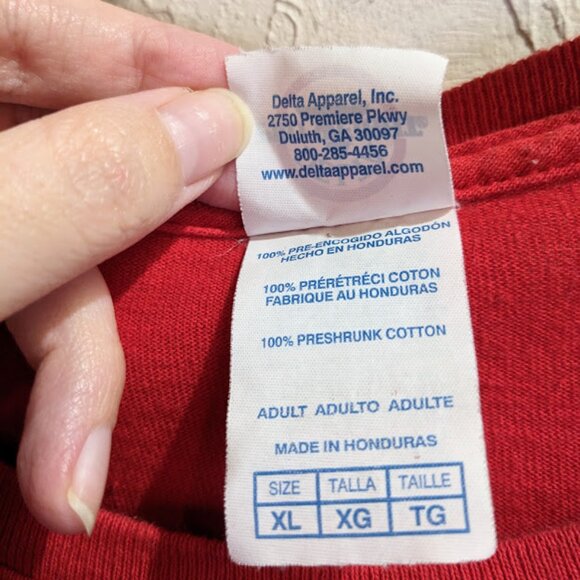 Delta Apparel, Inc.
2750 Premiere Pkwy
Duluth, GA 30097
800-285-4456
www.deltaapparel.com
100% PRE-ENCOGIDO ALGODÓN
HECHO EN HONDURAS
100% PRÉRÉTRÉCI COTON
FABRIQUE AU HONDURAS
100% PRESHRUNK COTTON
ADULT ADULTO ADULTE
MADE IN HONDURAS
SIZE TALLA TAILLE
XL XG TG